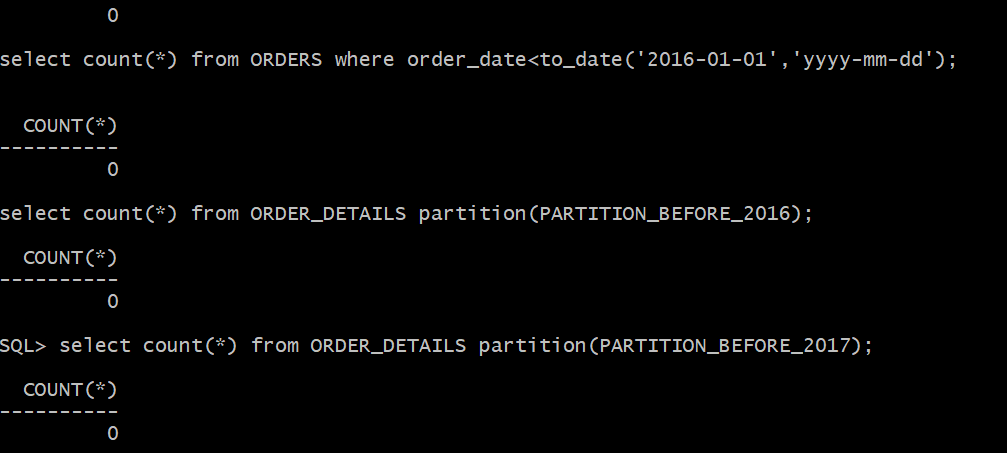 0
select count(*) from ORDERS where order_date<to_date('2016-01-01','yyyy-mm-dd');
COUNT(*)
----------
0
select count(*) from ORDER_DETAILS partition(PARTITION_BEFORE_2016);
COUNT(*)
----------
0
SQL> select count(*) from ORDER_DETAILS partition(PARTITION_BEFORE_2017);
COUNT(*)
----------
0